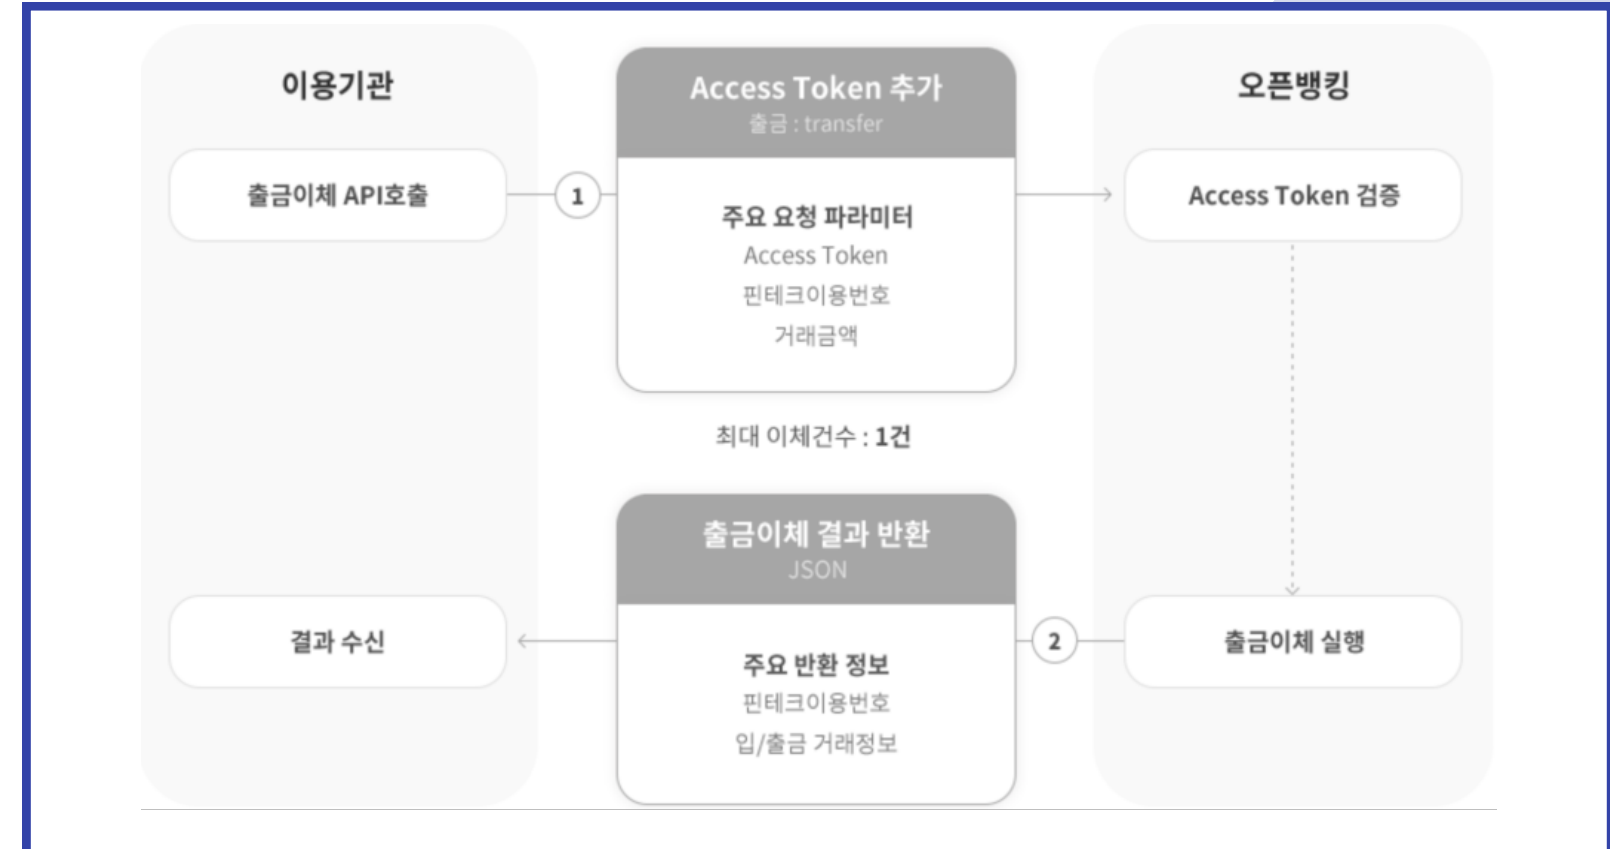 이용기관
Access Token 추가
출금 : transfer
오픈뱅킹
출금이체 API호출
1
Access Token 검증
주요 요청 파라미터
Access Token
핀테크이용번호
거래금액
최대 이체건수 : 1건
출금이체 결과 반환
JSON
결과 수신
2
출금이체 실행
주요 반환 정보
핀테크이용번호
입/출금 거래정보